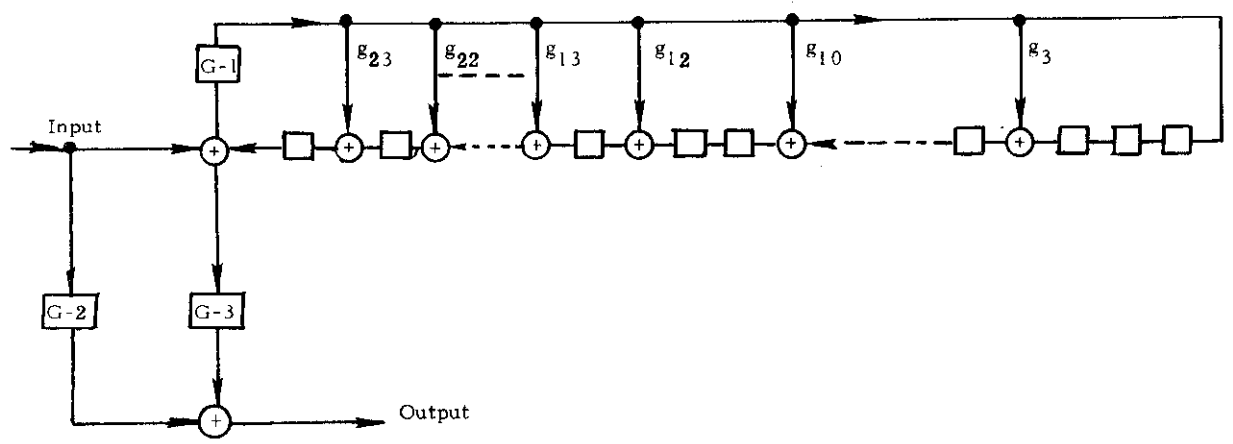 G-1
g23
g22
g13
g12
g10
g3
Input
+
+
+
+
+
+
+
G-2
G-3
+
Output